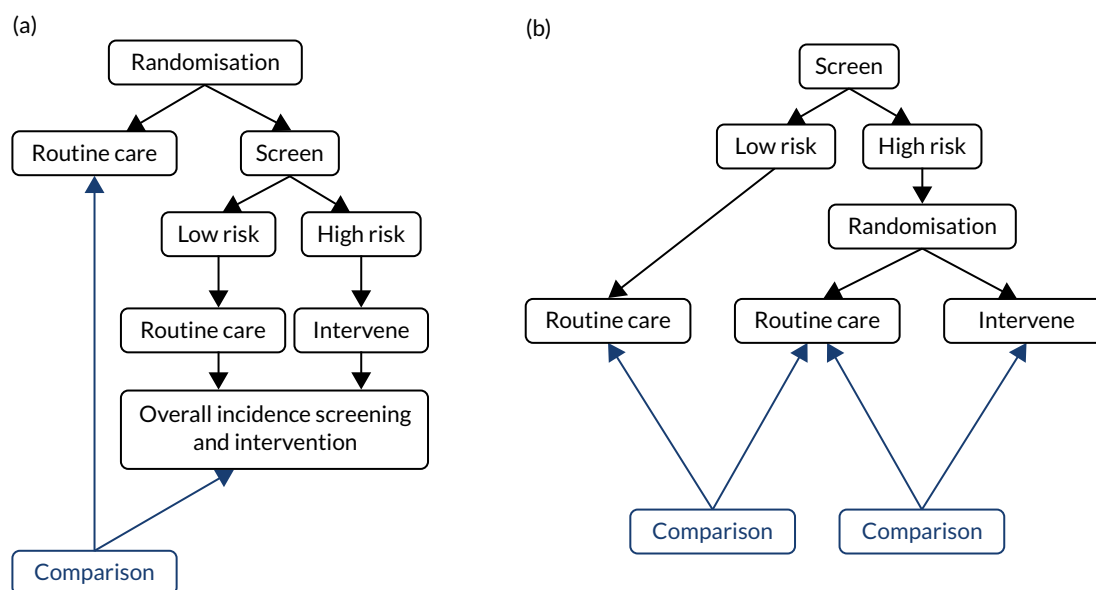 (a)
Randomisation
Routine care
Screen
Low risk
High risk
Routine care
Intervene
Overall incidence screening
and intervention
Comparison
(b)
Screen
Low risk
High risk
Randomisation
Routine care
Routine care
Intervene
Comparison
Comparison